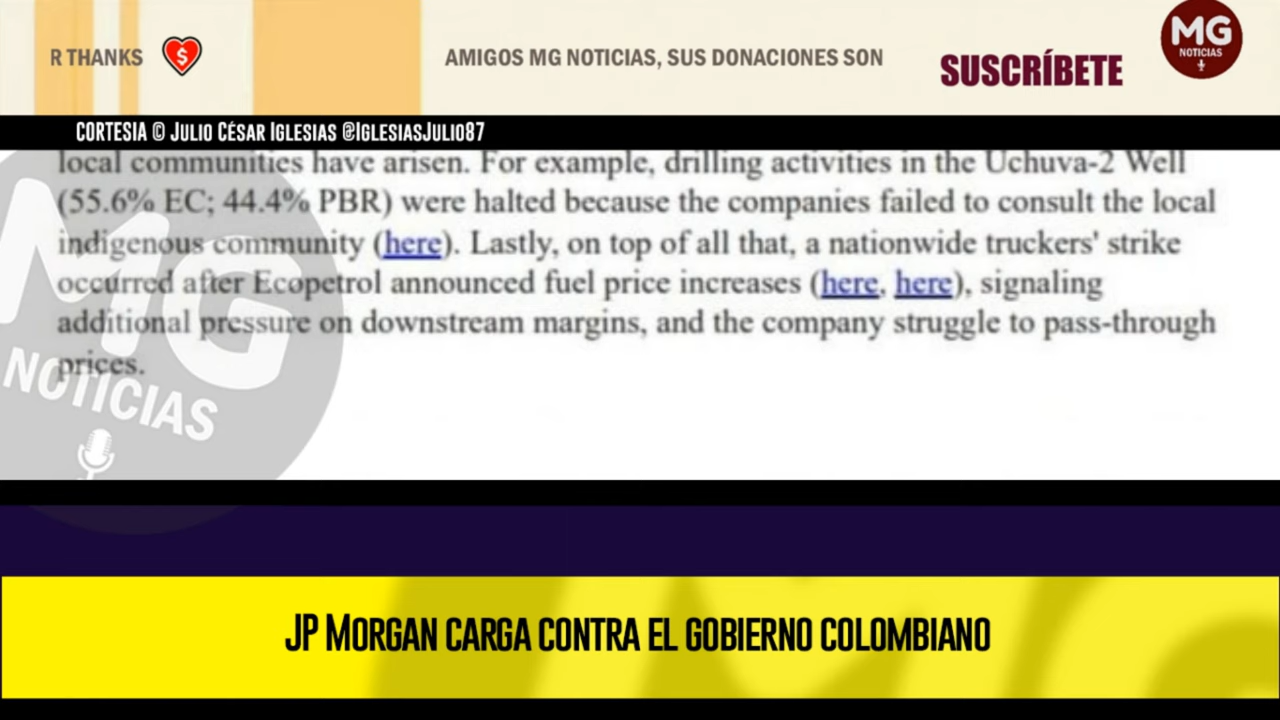 R THANKS
AMIGOS MG NOTICIAS, SUS DONACIONES SON
SUSCRÍBETE
MG
NOTICIAS
CORTESIA © JULIO CÉSAR IGLESIAS @IGLESIASJULIO87
local communities have arisen. For example, drilling activities in the Uchuva-2 Well
(55.6% EC; 44.4% PBR) were halted because the companies failed to consult the local
indigenous community (here). Lastly, on top of all that, a nationwide truckers' strike
occurred after Ecopetrol announced fuel price increases (here, here), signaling
additional pressure on downstream margins, and the company struggle to pass-through
prices.
MG
NOTICIAS
JP MORGAN CARGA CONTRA EL GOBIERNO COLOMBIANO